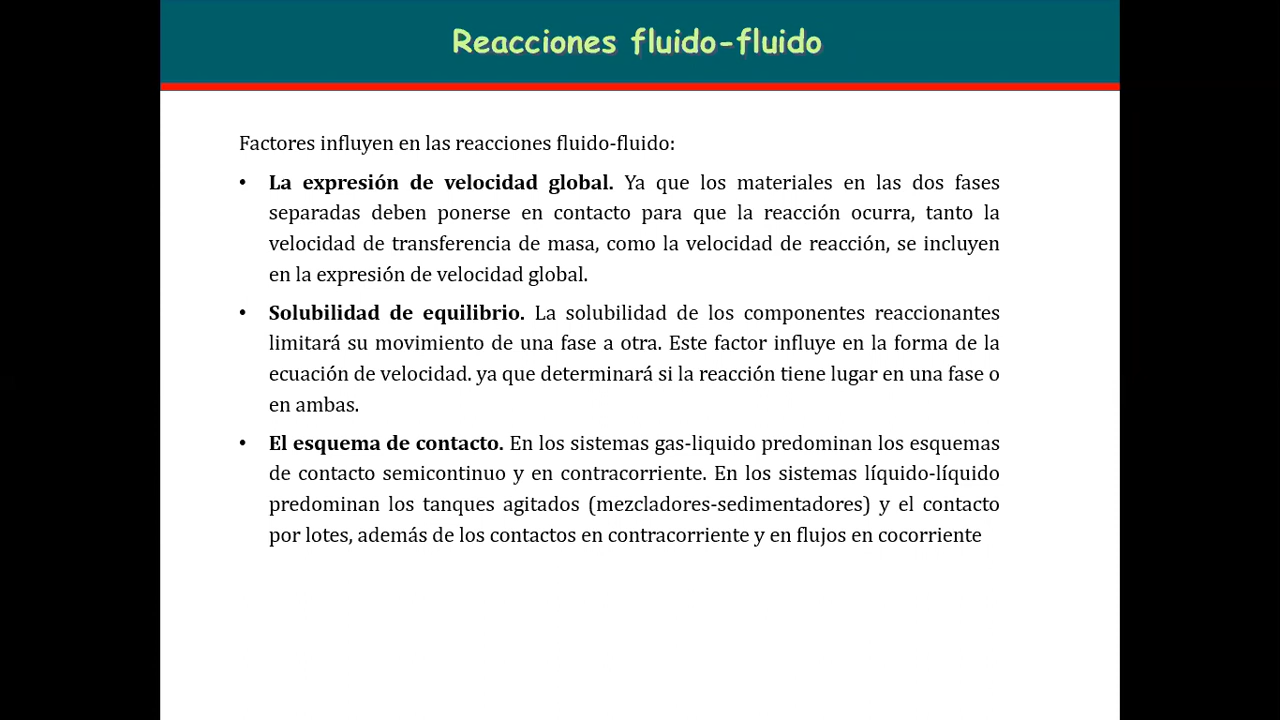 Reacciones fluido-fluido
Factores influyen en las reacciones fluido-fluido:
• La expresión de velocidad global. Ya que los materiales en las dos fases
separadas deben ponerse en contacto para que la reacción ocurra, tanto la
velocidad de transferencia de masa, como la velocidad de reacción, se incluyen
en la expresión de velocidad global.
• Solubilidad de equilibrio. La solubilidad de los componentes reaccionantes
limitará su movimiento de una fase a otra. Este factor influye en la forma de la
ecuación de velocidad. ya que determinará si la reacción tiene lugar en una fase o
en ambas.
• El esquema de contacto. En los sistemas gas-liquido predominan los esquemas
de contacto semicontinuo y en contracorriente. En los sistemas líquido-líquido
predominan los tanques agitados (mezcladores-sedimentadores) y el contacto
por lotes, además de los contactos en contracorriente y en flujos en cocorriente